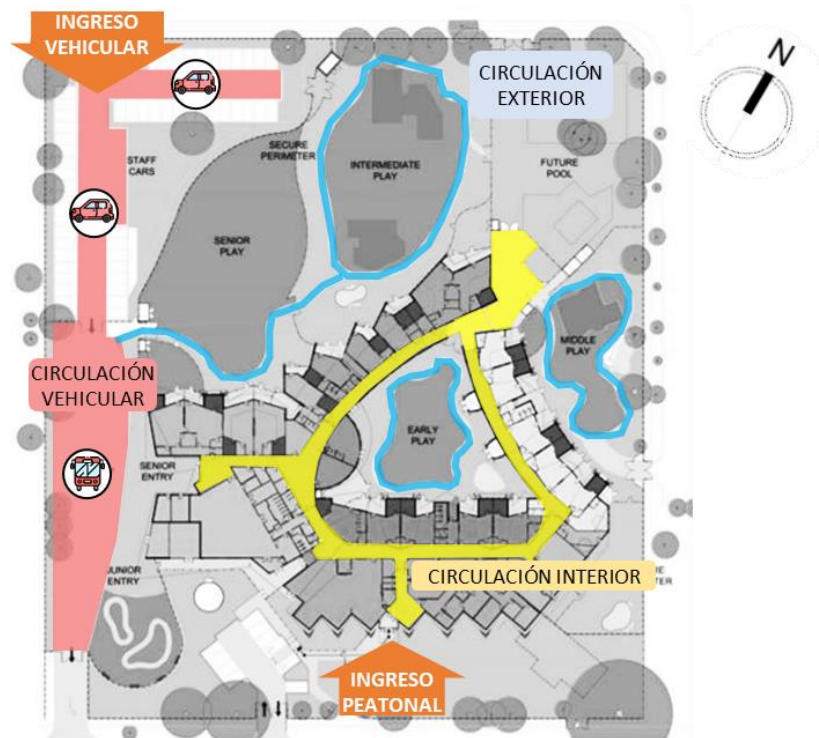 INGRESO
VEHICULAR
CIRCULACIÓN
EXTERIOR
N
STAFF
CARS
SECURE
PERIMETER
INTERMEDIATE
PLAY
FUTURE
POOL
SENIOR
PLAY
MIDDLE
PLAY
CIRCULACIÓN
VEHICULAR
EARLY
PLAY
SENIOR
ENTRY
JUNIOR
ENTRY
CIRCULACIÓN INTERIOR
INGRESO
PEATONAL